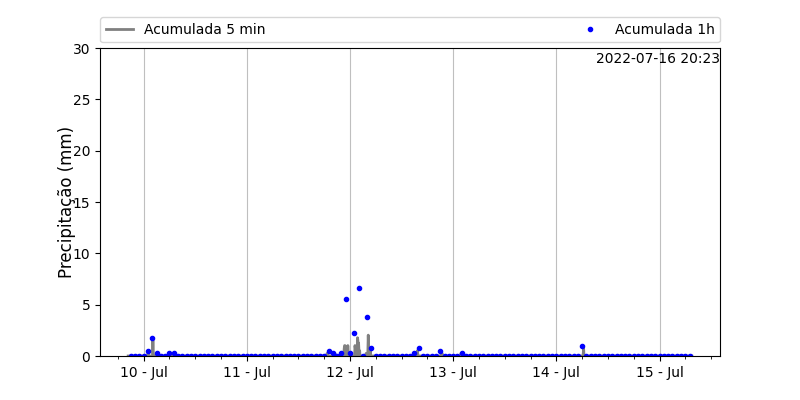 Acumulada 5 min
Acumulada 1h
2022-07-16 20:23
Precipitação (mm)
30
25
20
15
10
5
0
10 - Jul
11 - Jul
12 - Jul
13 - Jul
14 - Jul
15 - Jul